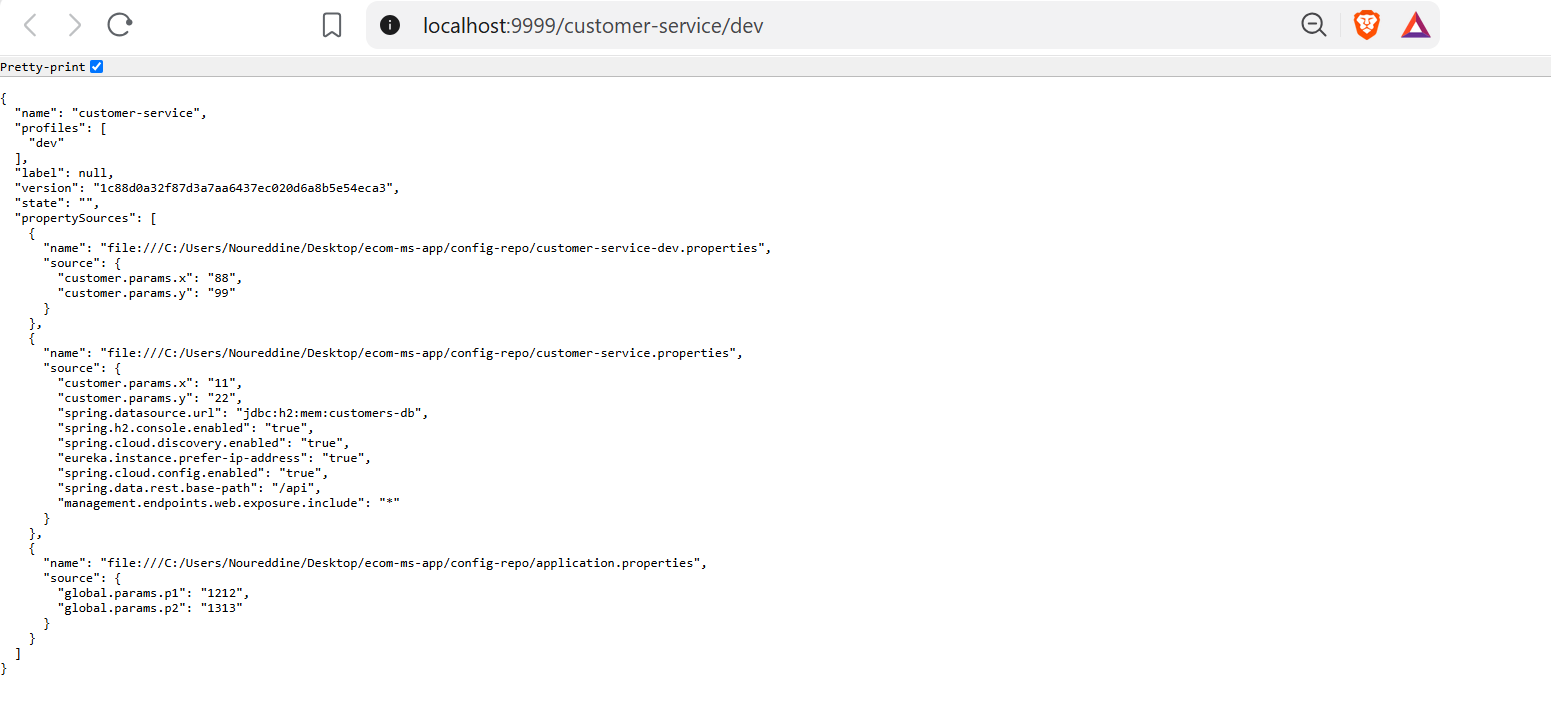 localhost:9999/customer-service/dev
Pretty-print
{
  "name": "customer-service",
  "profiles": [
    "dev"
  ],
  "label": null,
  "version": "1c88d0a32f87d3a7aa6437ec020d6a8b5e54eca3",
  "state": "",
  "propertySources": [
    {
      "name": "file:///C:/Users/Noureddine/Desktop/ecom-ms-app/config-repo/customer-service-dev.properties",
      "source": {
        "customer.params.x": "88",
        "customer.params.y": "99"
      }
    },
    {
      "name": "file:///C:/Users/Noureddine/Desktop/ecom-ms-app/config-repo/customer-service.properties",
      "source": {
        "customer.params.x": "11",
        "customer.params.y": "22",
        "spring.datasource.url": "jdbc:h2:mem:customers-db",
        "spring.h2.console.enabled": "true",
        "spring.cloud.discovery.enabled": "true",
        "eureka.instance.prefer-ip-address": "true",
        "spring.cloud.config.enabled": "true",
        "spring.data.rest.base-path": "/api",
        "management.endpoints.web.exposure.include": "*"
      }
    },
    {
      "name": "file:///C:/Users/Noureddine/Desktop/ecom-ms-app/config-repo/application.properties",
      "source": {
        "global.params.p1": "1212",
        "global.params.p2": "1313"
      }
    }
  ]
}